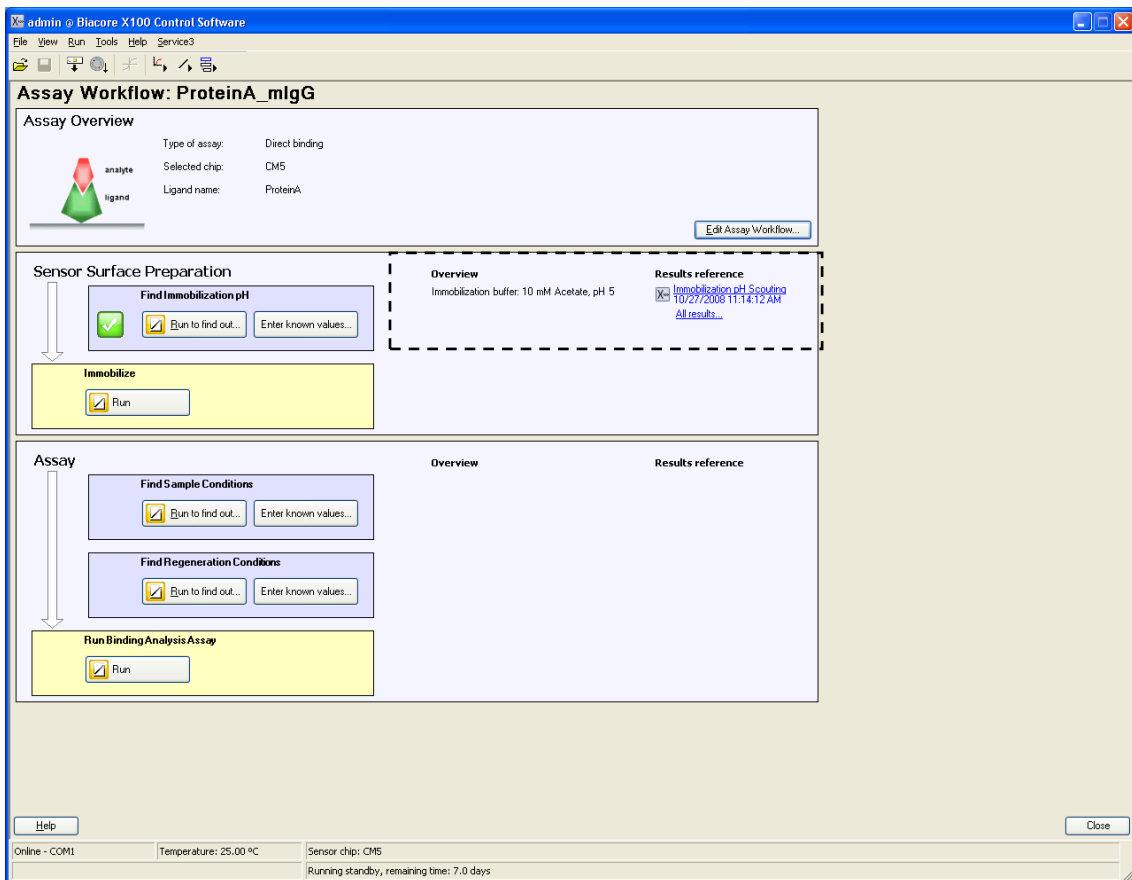 admin @ Biacore X100 Control Software
File View Run Tools Help Service3
Assay Workflow: ProteinA_mIgG
Assay Overview
analyte
ligand
Type of assay: Direct binding
Selected chip: CM5
Ligand name: ProteinA
Edit Assay Workflow...
Sensor Surface Preparation
Overview Results reference
Find Immobilization pH
Immobilization buffer: 10 mM Acetate, pH 5
Immobilization pH Scouting
10/27/2008 11:14:12 AM
Run to find out... Enter known values...
All results...
Immobilize
Run
Assay
Overview Results reference
Find Sample Conditions
Run to find out... Enter known values...
Find Regeneration Conditions
Run to find out... Enter known values...
Run Binding Analysis Assay
Run
Help Close
Online - COM1 Temperature: 25.00 ºC Sensor chip: CM5
Running standby, remaining time: 7.0 days